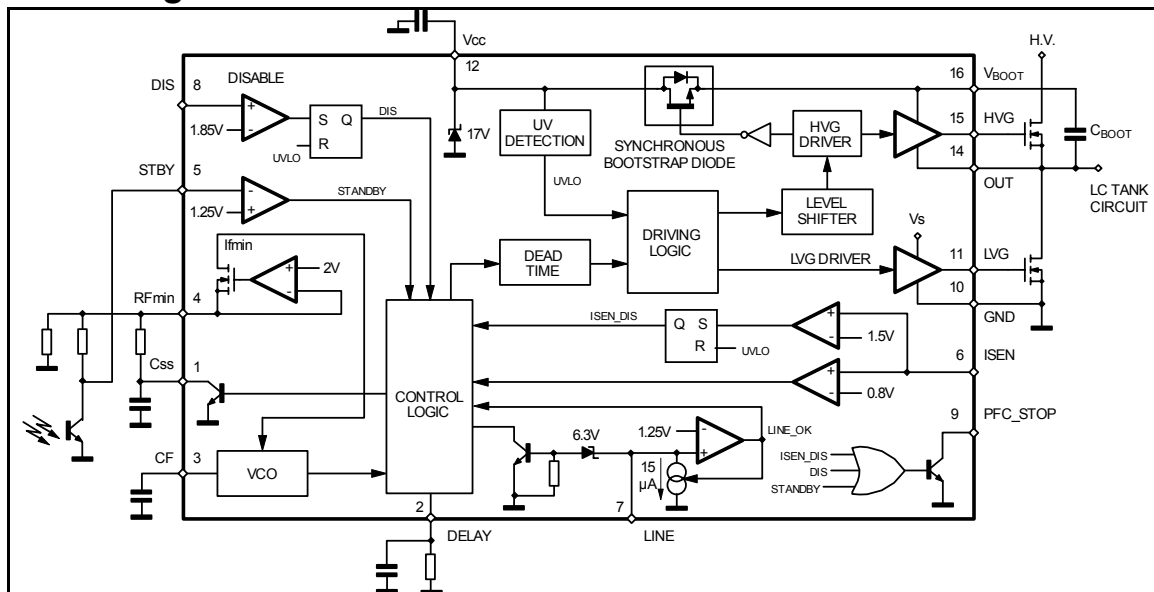 Vcc
H.V.
12
16
VBOOT
DIS
8
DISABLE
DIS
S Q
R
1.85V
UVLO
17V
UV
DETECTION
SYNCHRONOUS
BOOTSTRAP DIODE
HVG
DRIVER
15
HVG
CBOOT
14
OUT
LC TANK
CIRCUIT
STBY
5
STANDBY
1.25V
UVLO
LEVEL
SHIFTER
DRIVING
LOGIC
Vs
Ifmin
2V
DEAD
TIME
LVG DRIVER
11
LVG
10
GND
RFmin
4
ISEN_DIS
Q S
R
UVLO
1.5V
6
ISEN
Css
1
CONTROL
LOGIC
0.8V
9
PFC_STOP
6.3V
1.25V
LINE_OK
ISEN_DIS
DIS
STANDBY
CF
3
VCO
15
µA
2
7
DELAY
LINE